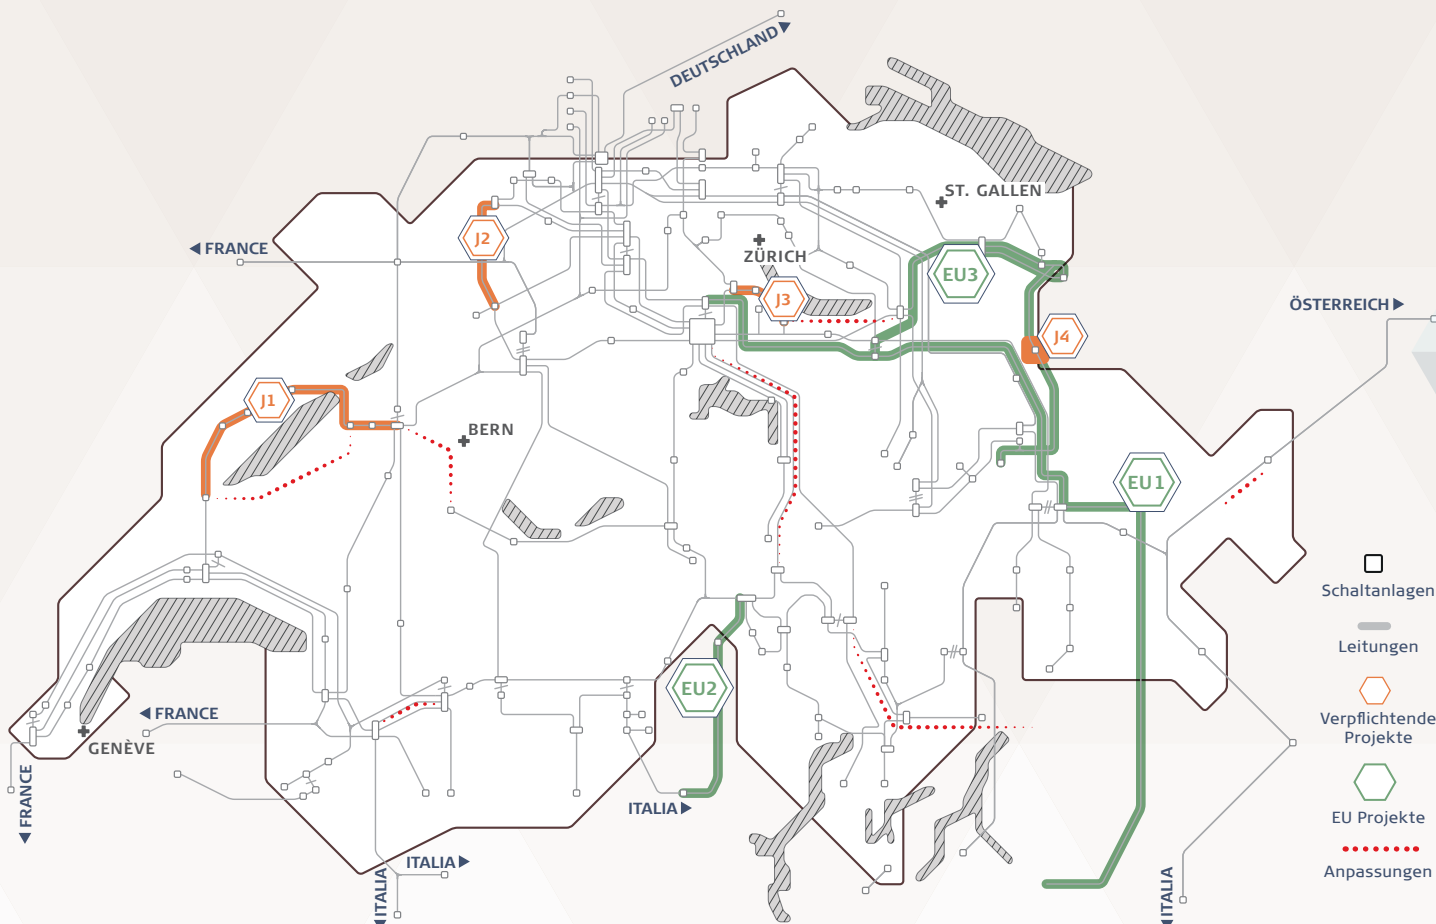 DEUTSCHLAND
ST. GALLEN
J2
FRANCE
ZÜRICH
EU3
J3
ÖSTERREICH
J4
J1
BERN
EU1
Schaltanlagen
Leitungen
EU2
FRANCE
Verpflichtende
Projekte
GENÈVE
FRANCE
ITALIA
EU Projekte
ITALIA
ITALIA
ITALIA
Anpassungen